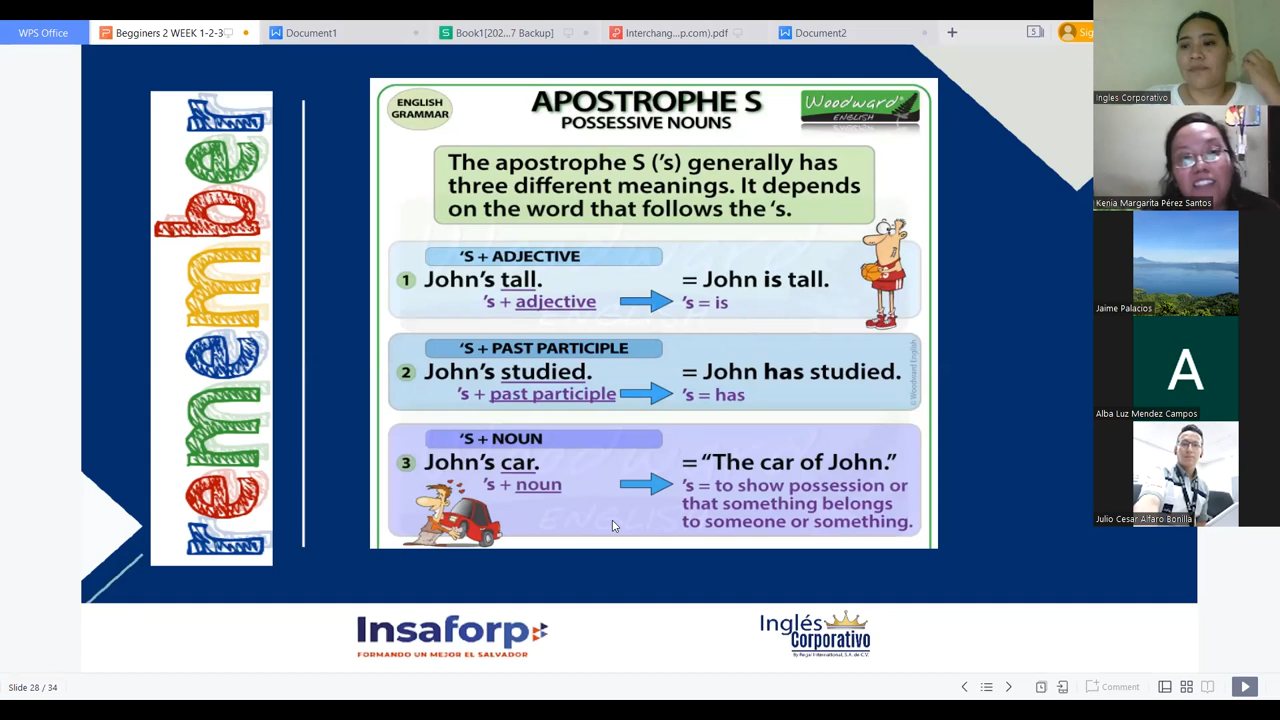 WPS Office
Begginers 2 WEEK 1-2-3
Document1
Book1[202...7 Backup]
Interchang...p.com).pdf
Document2
5
remember
ENGLISH
GRAMMAR
APOSTROPHE S
POSSESSIVE NOUNS
Woodward
ENGLISH
The apostrophe S ('s) generally has
three different meanings. It depends
on the word that follows the 's.
'S + ADJECTIVE
1 John's tall. = John is tall.
's + adjective 's = is
'S + PAST PARTICIPLE
2 John's studied. = John has studied.
's + past participle 's = has
© Woodward English
'S + NOUN
3 John's car. = "The car of John."
's + noun 's = to show possession or
that something belongs
to someone or something.
Insaforp
FORMANDO UN MEJOR EL SALVADOR
Inglés
Corporativo
Slide 28 / 34
Comment
Ingles Corporativo
Kenia Margarita Pérez Santos
Jaime Palacios
A
Alba Luz Mendez Campos
Julio Cesar Alfaro Bonilla